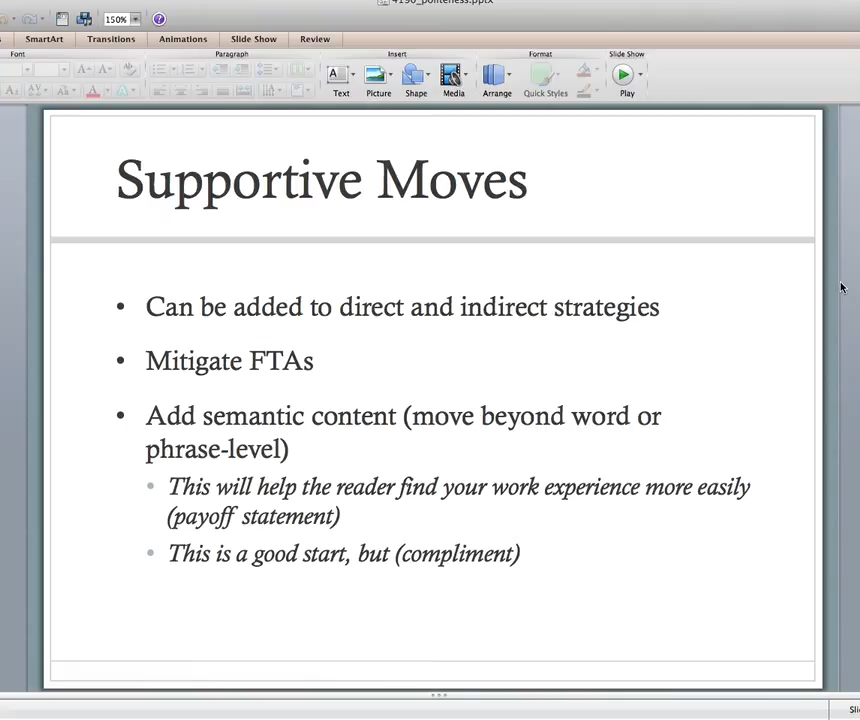 4190_politeness.pptx
150%
SmartArt Transitions Animations Slide Show Review
Font Paragraph Insert Format Slide Show
Text Picture Shape Media Arrange Quick Styles Play
Supportive Moves
• Can be added to direct and indirect strategies
• Mitigate FTAs
• Add semantic content (move beyond word or
phrase-level)
• This will help the reader find your work experience more easily
(payoff statement)
• This is a good start, but (compliment)